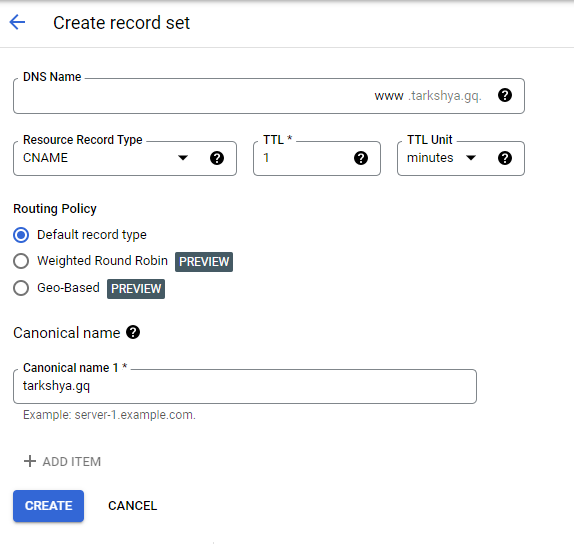 Create record set
DNS Name
www .tarkshya.gq.
Resource Record Type TTL * TTL Unit
CNAME 1 minutes
Routing Policy
Default record type
Weighted Round Robin PREVIEW
Geo-Based PREVIEW
Canonical name
Canonical name 1 *
tarkshya.gq
Example: server-1.example.com.
+ ADD ITEM
CREATE CANCEL